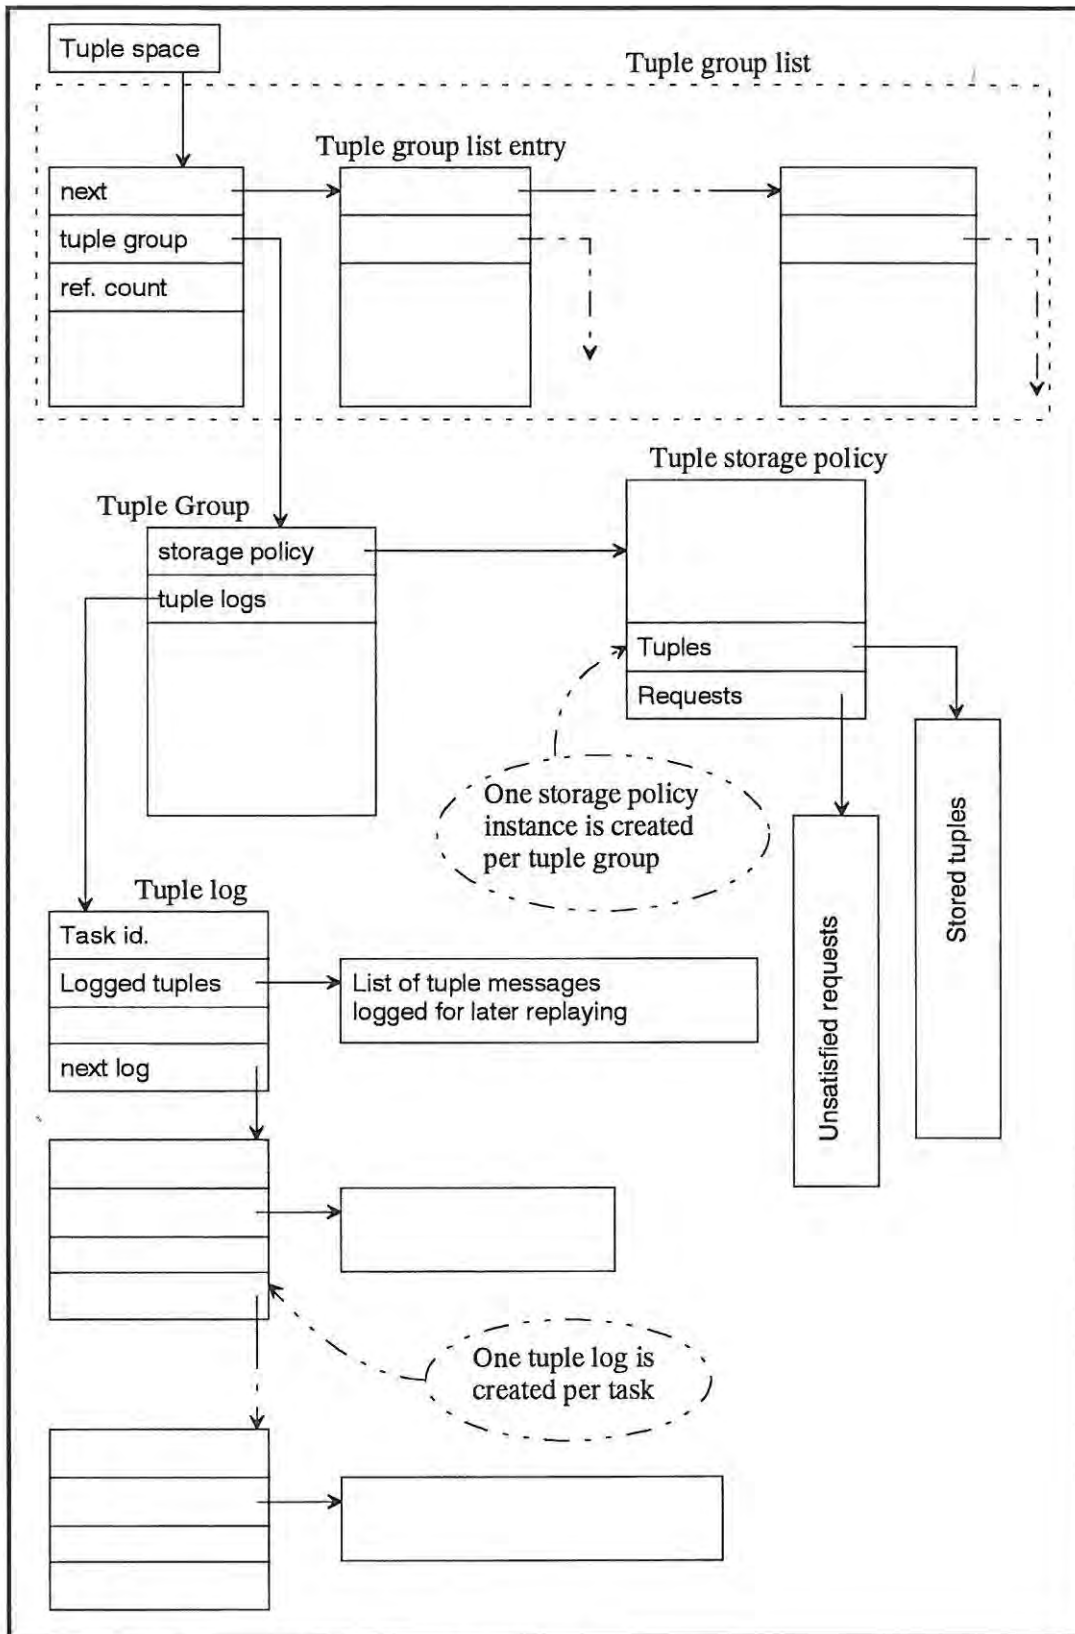 Tuple space
Tuple group list
Tuple group list entry
next
tuple group
ref. count
Tuple storage policy
Tuple Group
storage policy
tuple logs
Tuples
Requests
One storage policy
instance is created
per tuple group
Stored tuples
Unsatisfied requests
Tuple log
Task id.
Logged tuples
next log
List of tuple messages
logged for later replaying
One tuple log is
created per task